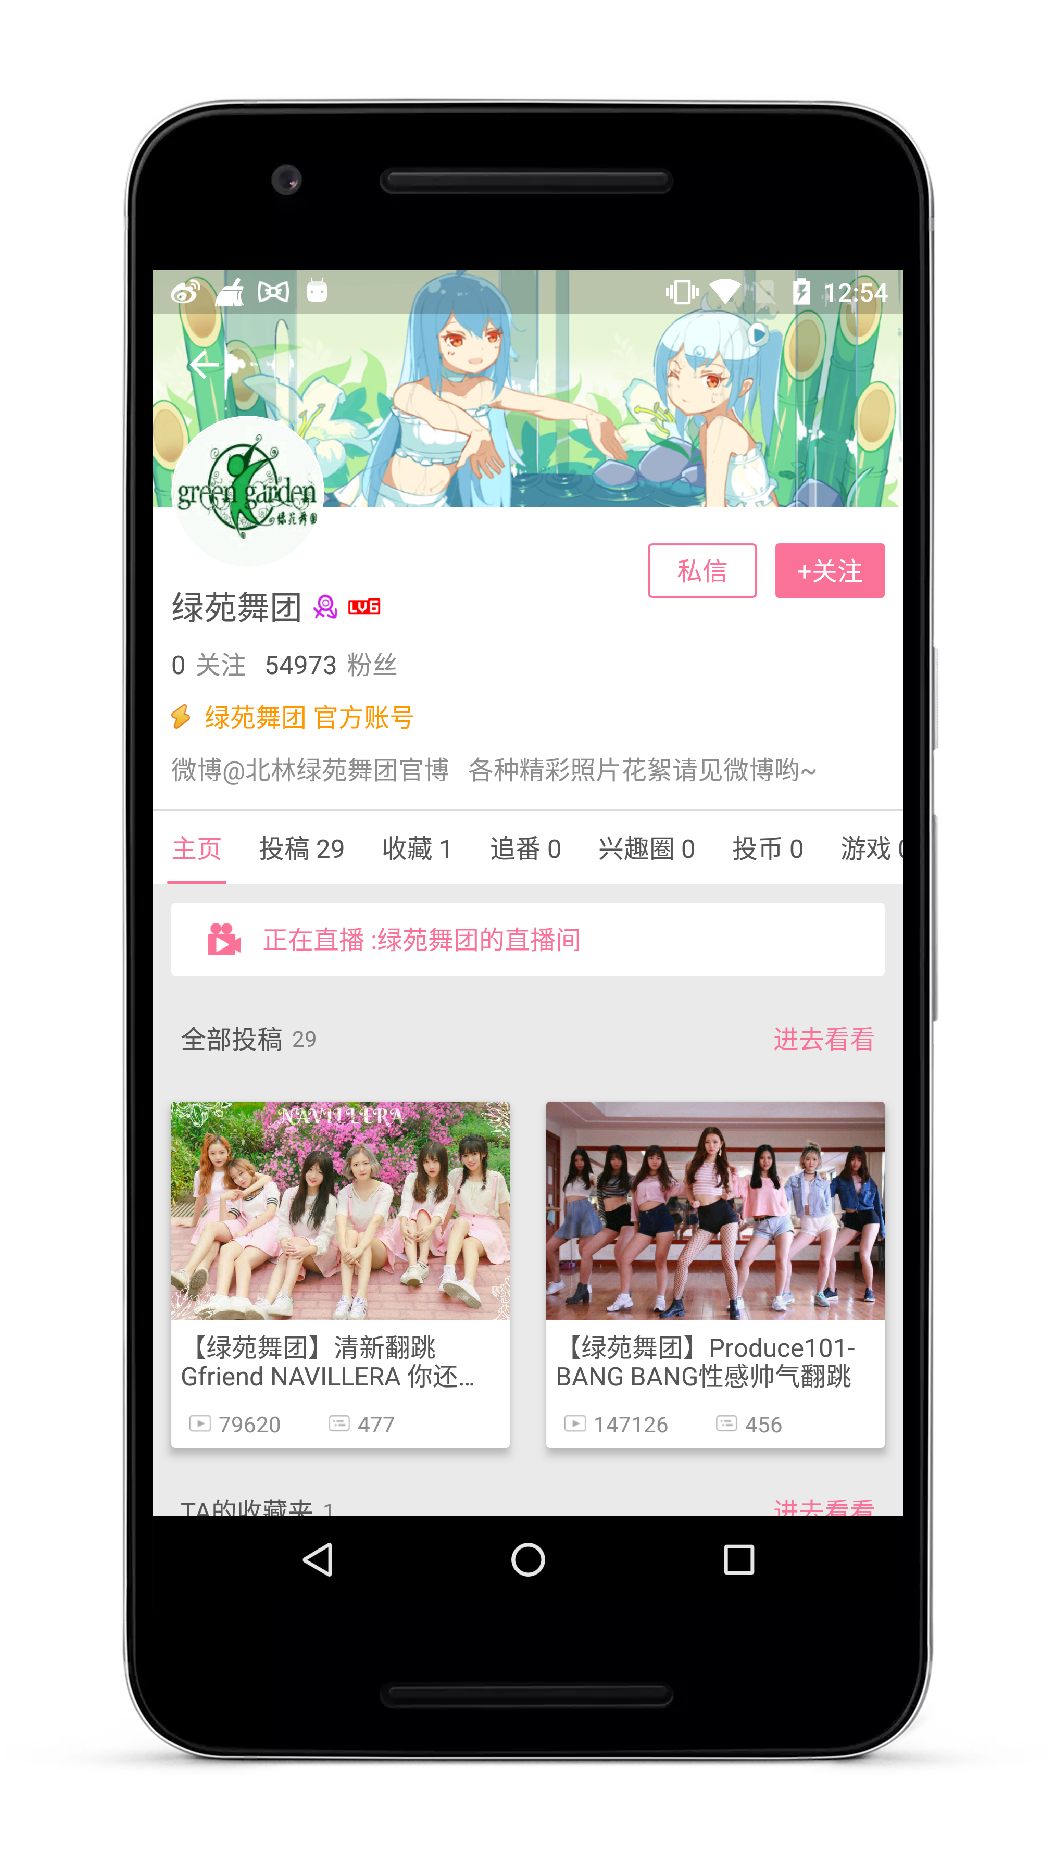 12:54
green garden
绿苑舞团
私信
+关注
绿苑舞团 LV6
0 关注 54973 粉丝
绿苑舞团 官方账号
微博@北林绿苑舞团官博 各种精彩照片花絮请见微博哟~
主页 投稿 29 收藏 1 追番 0 兴趣圈 0 投币 0 游戏 0
正在直播 :绿苑舞团的直播间
全部投稿 29 进去看看
NAVILLERA
【绿苑舞团】清新翻跳
Gfriend NAVILLERA 你还...
79620 477
【绿苑舞团】Produce101-
BANG BANG性感帅气翻跳
147126 456
TA的收藏夹 1 进去看看